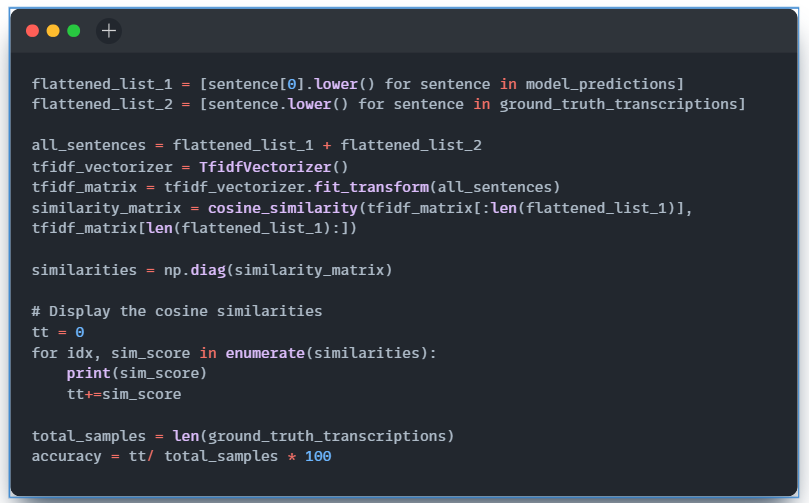 flattened_list_1 = [sentence[0].lower() for sentence in model_predictions]
flattened_list_2 = [sentence.lower() for sentence in ground_truth_transcriptions]

all_sentences = flattened_list_1 + flattened_list_2
tfidf_vectorizer = TfidfVectorizer()
tfidf_matrix = tfidf_vectorizer.fit_transform(all_sentences)
similarity_matrix = cosine_similarity(tfidf_matrix[:len(flattened_list_1)],
tfidf_matrix[len(flattened_list_1):])

similarities = np.diag(similarity_matrix)

# Display the cosine similarities
tt = 0
for idx, sim_score in enumerate(similarities):
    print(sim_score)
    tt+=sim_score

total_samples = len(ground_truth_transcriptions)
accuracy = tt/ total_samples * 100